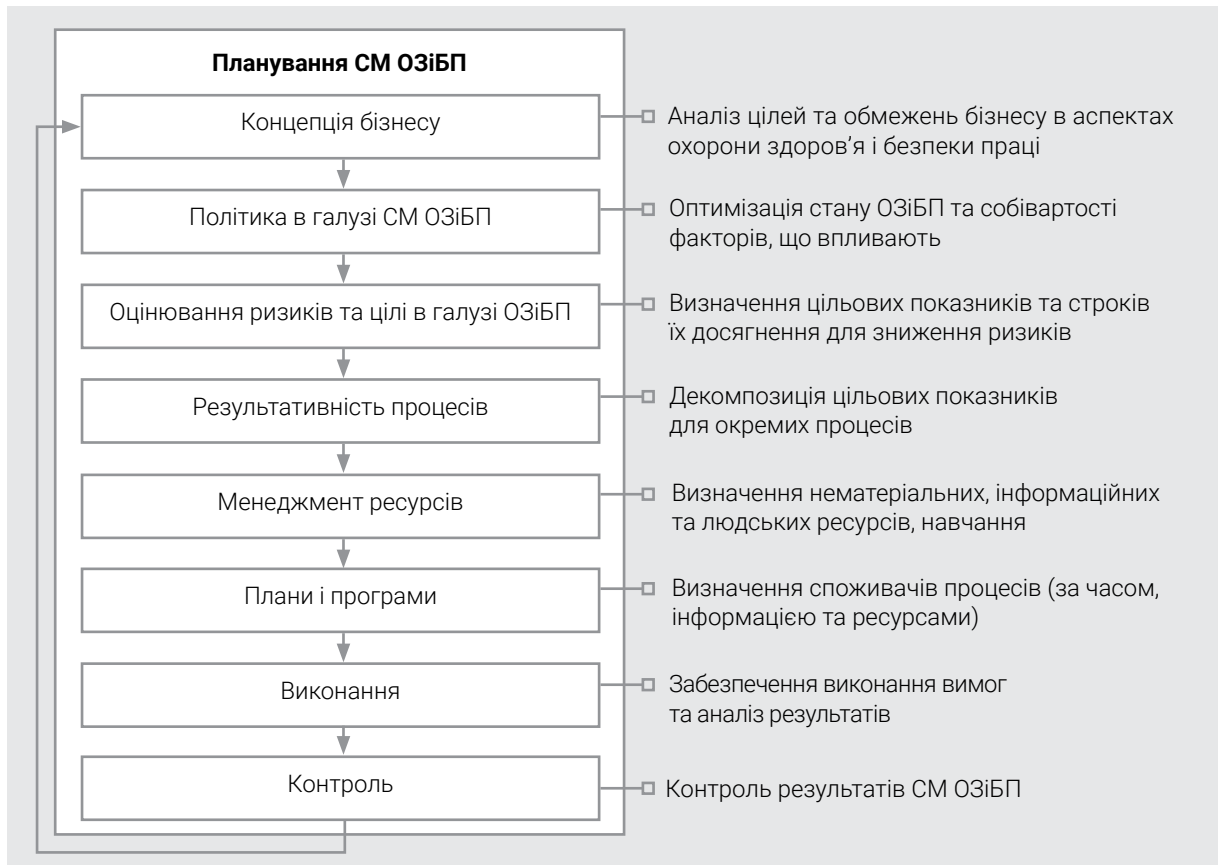 Планування СМ ОЗіБП
Концепція бізнесу
Аналіз цілей та обмежень бізнесу в аспектах
охорони здоров’я і безпеки праці
Політика в галузі СМ ОЗіБП
Оптимізація стану ОЗіБП та собівартості
факторів, що впливають
Оцінювання ризиків та цілі в галузі ОЗіБП
Визначення цільових показників та строків
їх досягнення для зниження ризиків
Результативність процесів
Декомпозиція цільових показників
для окремих процесів
Менеджмент ресурсів
Визначення нематеріальних, інформаційних
та людських ресурсів, навчання
Плани і програми
Визначення споживачів процесів (за часом,
інформацією та ресурсами)
Виконання
Забезпечення виконання вимог
та аналіз результатів
Контроль
Контроль результатів СМ ОЗіБП